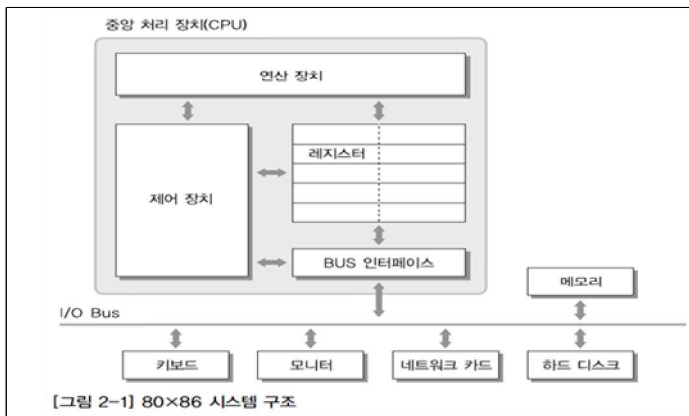 중앙 처리 장치(CPU)
연산 장치
레지스터
제어 장치
BUS 인터페이스
메모리
I/O Bus
키보드
모니터
네트워크 카드
하드 디스크
[그림 2-1] 80×86 시스템 구조